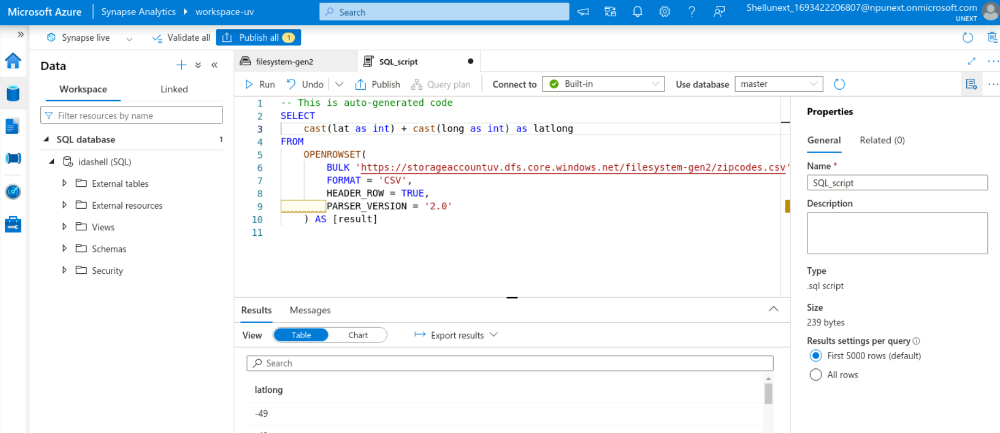 Microsoft Azure
Synapse Analytics
workspace-uv
Search
Shellunext_1693422206807@npunext.onmicrosoft.com
UNEXT
Synapse live
Validate all
Publish all 1
Data
Workspace
Linked
Filter resources by name
SQL database
1
idashell (SQL)
External tables
External resources
Views
Schemas
Security
filesystem-gen2
SQL_script
Run
Undo
Publish
Query plan
Connect to
Built-in
Use database
master
1 -- This is auto-generated code
2 SELECT
3 cast(lat as int) + cast(long as int) as latlong
4 FROM
5 OPENROWSET(
6 BULK 'https://storageaccountuv.dfs.core.windows.net/filesystem-gen2/zipcodes.csv'
7 FORMAT = 'CSV',
8 HEADER_ROW = TRUE,
9 PARSER_VERSION = '2.0'
10 ) AS [result]
11
Results
Messages
View
Table
Chart
Export results
Search
latlong
-49
Properties
General
Related (0)
Name *
SQL_script
Description
Type
.sql script
Size
239 bytes
Results settings per query
First 5000 rows (default)
All rows